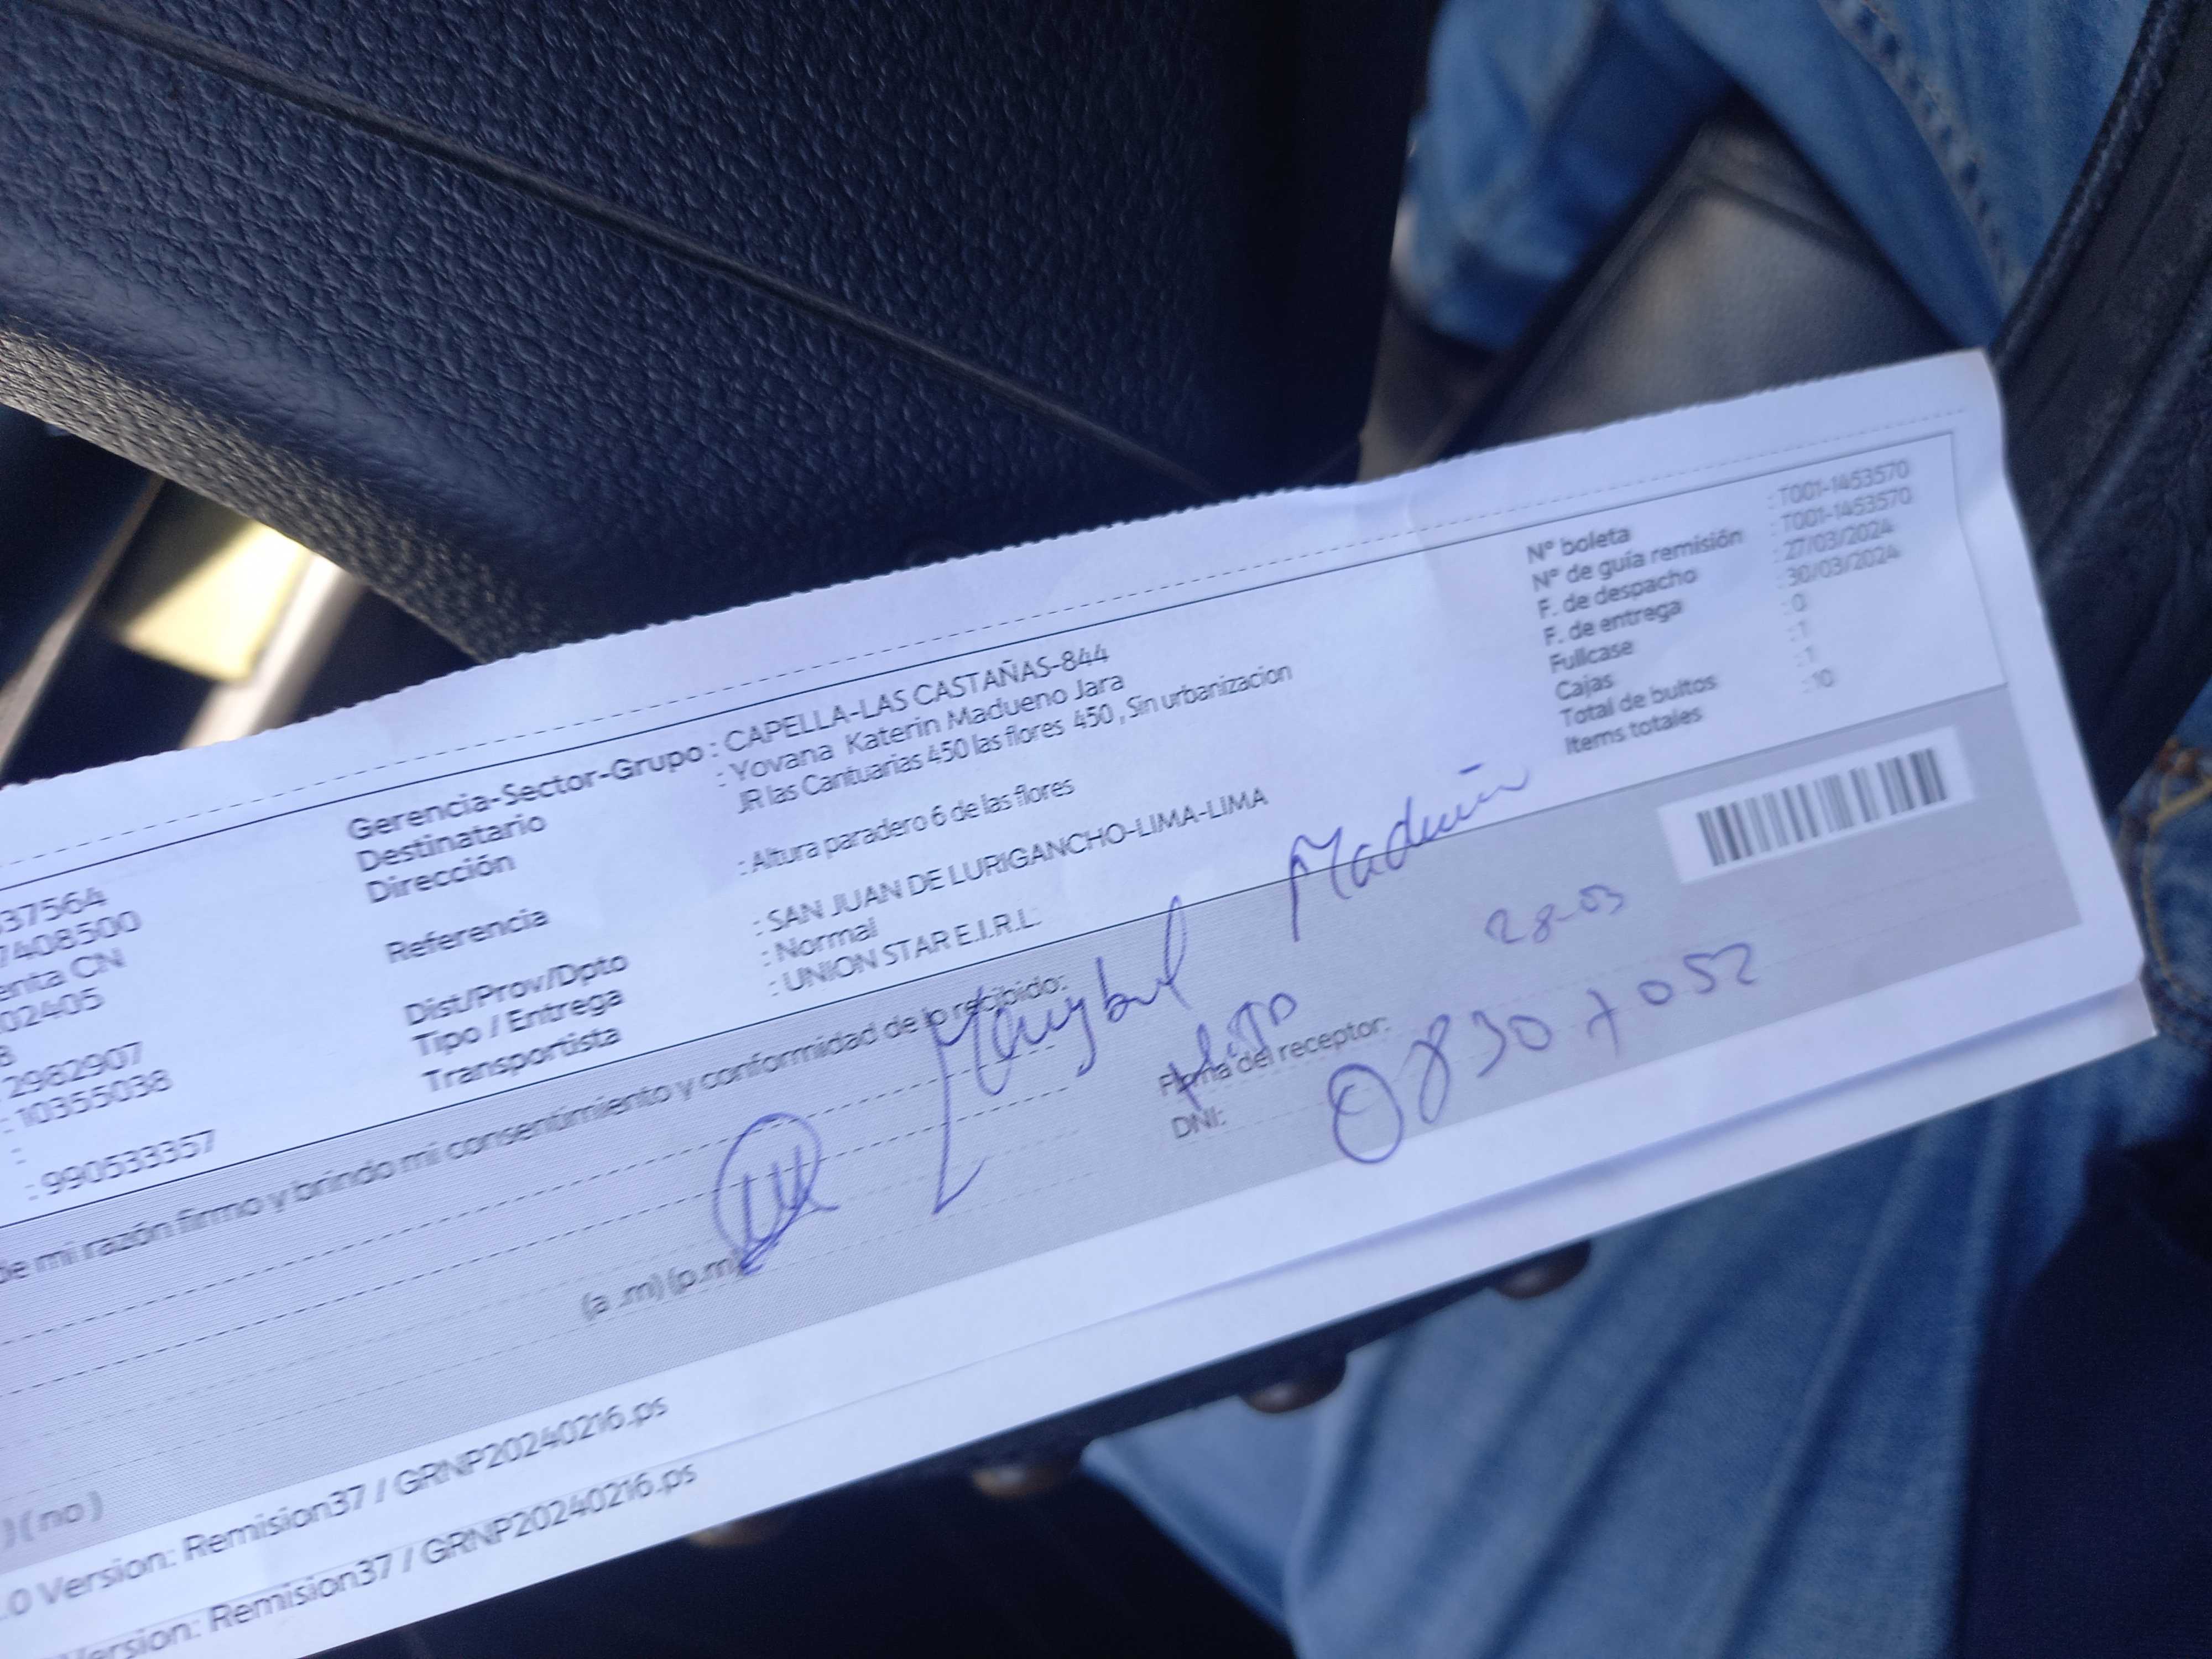 Nº boleta : T001-1453570
Nº de guía remisión : T001-1453570
F. de despacho : 27/03/2024
F. de entrega : 30/03/2024
Fullcase : 0
Cajas : 1
Total de bultos : 1
Items totales : 10
Gerencia-Sector-Grupo : CAPELLA-LAS CASTAÑAS-844
Destinatario : Yovana Katerin Madueno Jara
Dirección JR las Cantuarias 450 las flores 450 , Sin urbanizacion
Referencia : Altura paradero 6 de las flores
Dist/Prov/Dpto : SAN JUAN DE LURIGANCHO-LIMA-LIMA
Tipo / Entrega : Normal
Transportista : UNION STAR E.I.R.L.
37564
7408500
enta CN
02405
2982907
: 10355038
:
: 990533357
de mi razón firmo y brindo mi consentimiento y conformidad de lo recibido:
28-03
Firma del receptor:
DNI:
(a .m) (p.m)
) ( no )
.0 Version: Remision37 / GRNP20240216.ps
Version: Remision37 / GRNP20240216.ps